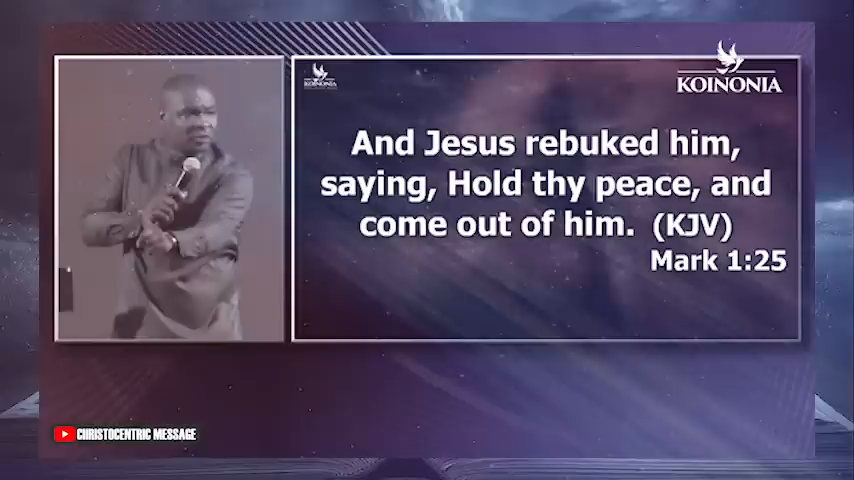 KOINONIA
And Jesus rebuked him,
saying, Hold thy peace, and
come out of him. (KJV)
Mark 1:25
CHRISTOCENTRIC MESSAGE